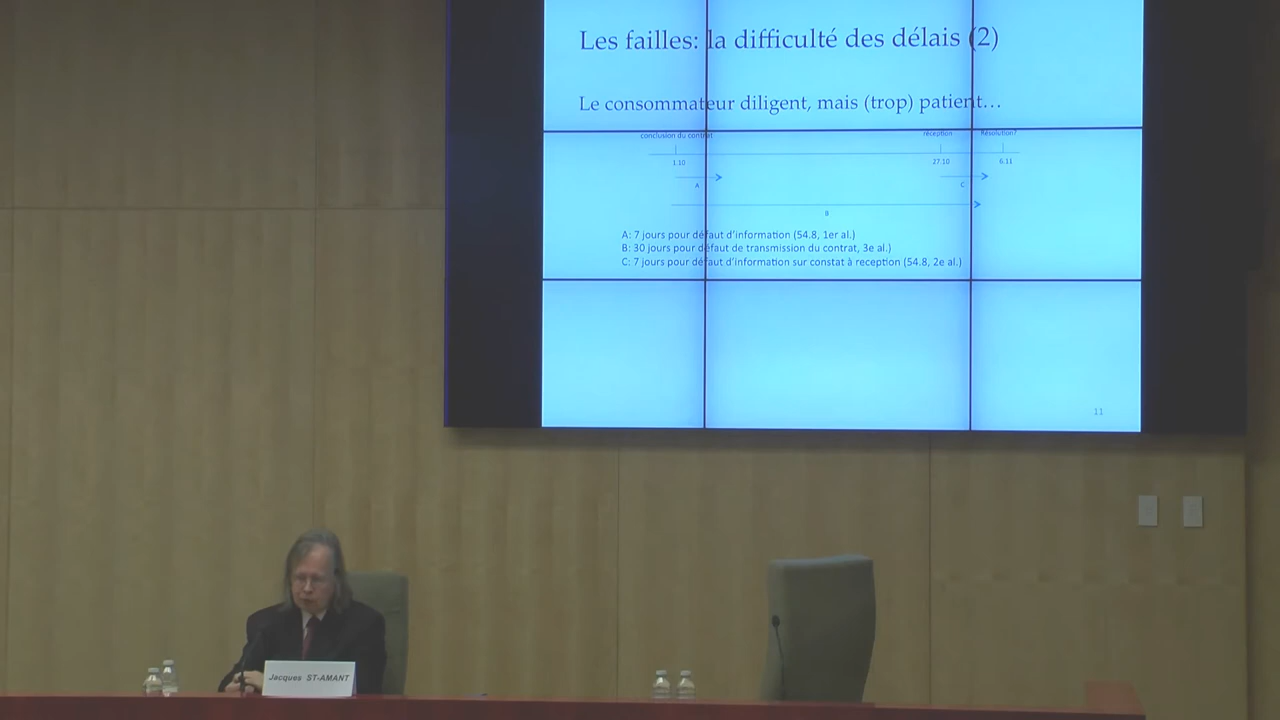 Les failles: la difficulté des délais (2)
Le consommateur diligent, mais (trop) patient…
conclusion du contrat
réception
Résolution?
1.10
27.10
6.11
A
C
B
A: 7 jours pour défaut d'information (54.8, 1er al.)
B: 30 jours pour défaut de transmission du contrat, 3e al.)
C: 7 jours pour défaut d'information sur constat à reception (54.8, 2e al.)
11
Jacques ST-AMANT